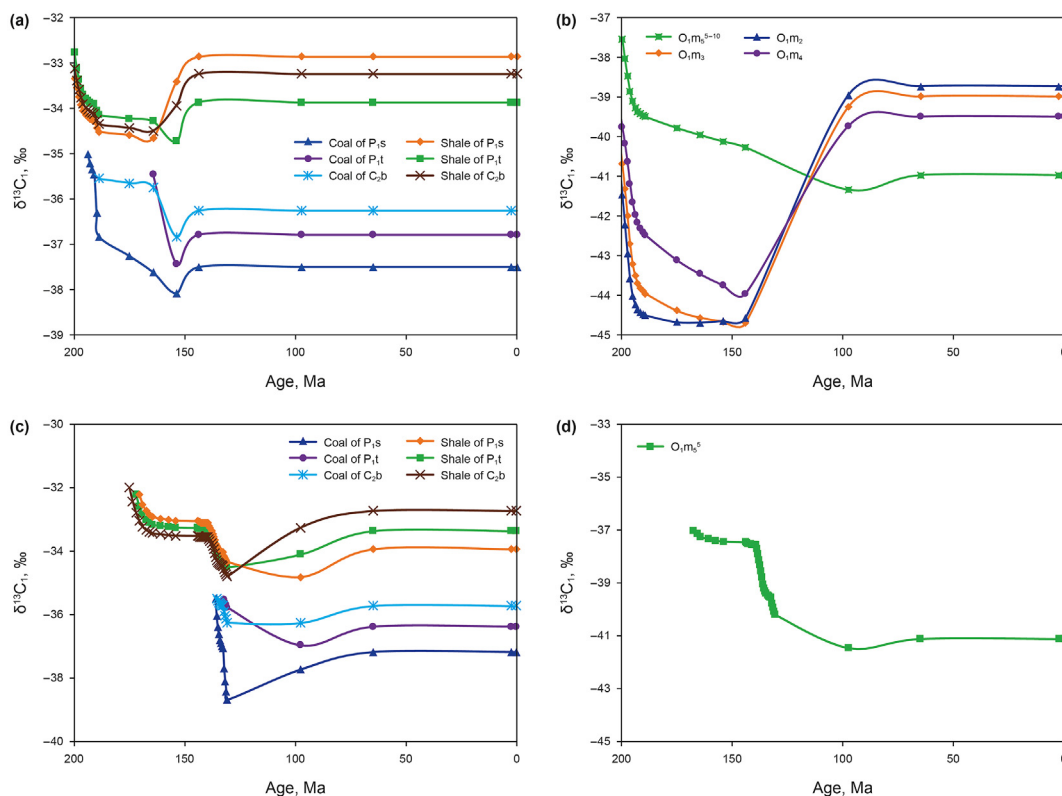 (a)
−32
−33
−34
−35
−36
−37
−38
−39
δ¹³C₁, ‰
200
150
100
50
0
Age, Ma
Coal of P₁s
Shale of P₁s
Coal of P₁t
Shale of P₁t
Coal of C₂b
Shale of C₂b
(b)
−37
−38
−39
−40
−41
−42
−43
−44
−45
δ¹³C₁, ‰
200
150
100
50
0
Age, Ma
O₁m₅⁵⁻¹⁰
O₁m₂
O₁m₃
O₁m₄
(c)
−30
−32
−34
−36
−38
−40
δ¹³C₁, ‰
200
150
100
50
0
Age, Ma
Coal of P₁s
Shale of P₁s
Coal of P₁t
Shale of P₁t
Coal of C₂b
Shale of C₂b
(d)
−33
−35
−37
−39
−41
−43
−45
δ¹³C₁, ‰
200
150
100
50
0
Age, Ma
O₁m₅⁵